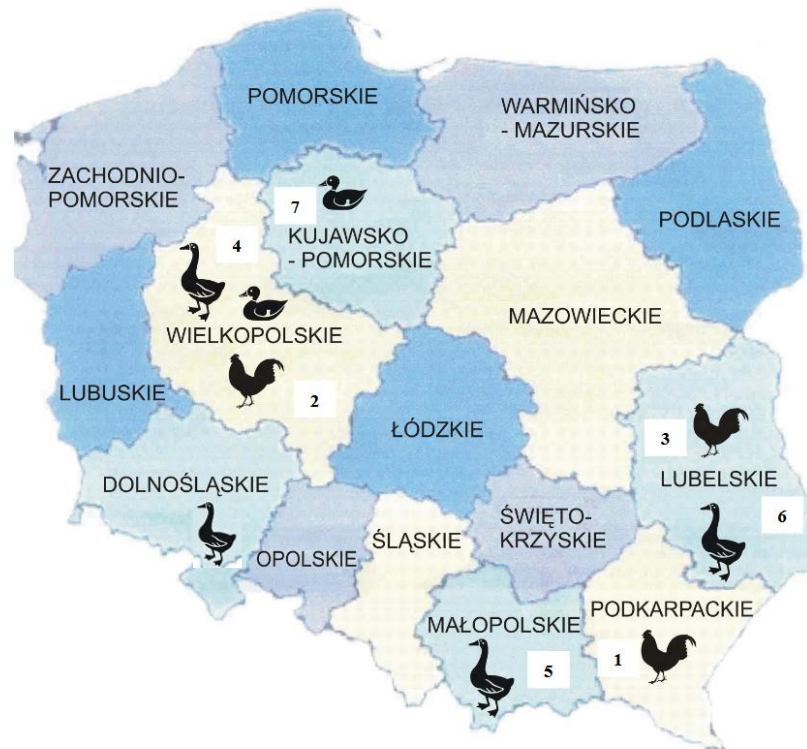 POMORSKIE
WARMIŃSKO
- MAZURSKIE
ZACHODNIO-
POMORSKIE
7
PODLASKIE
4
KUJAWSKO
- POMORSKIE
MAZOWIECKIE
WIELKOPOLSKIE
LUBUSKIE
2
ŁÓDZKIE
3
LUBELSKIE
DOLNOŚLĄSKIE
6
ŚWIĘTO-
KRZYSKIE
ŚLĄSKIE
OPOLSKIE
PODKARPACKIE
MAŁOPOLSKIE
5
1